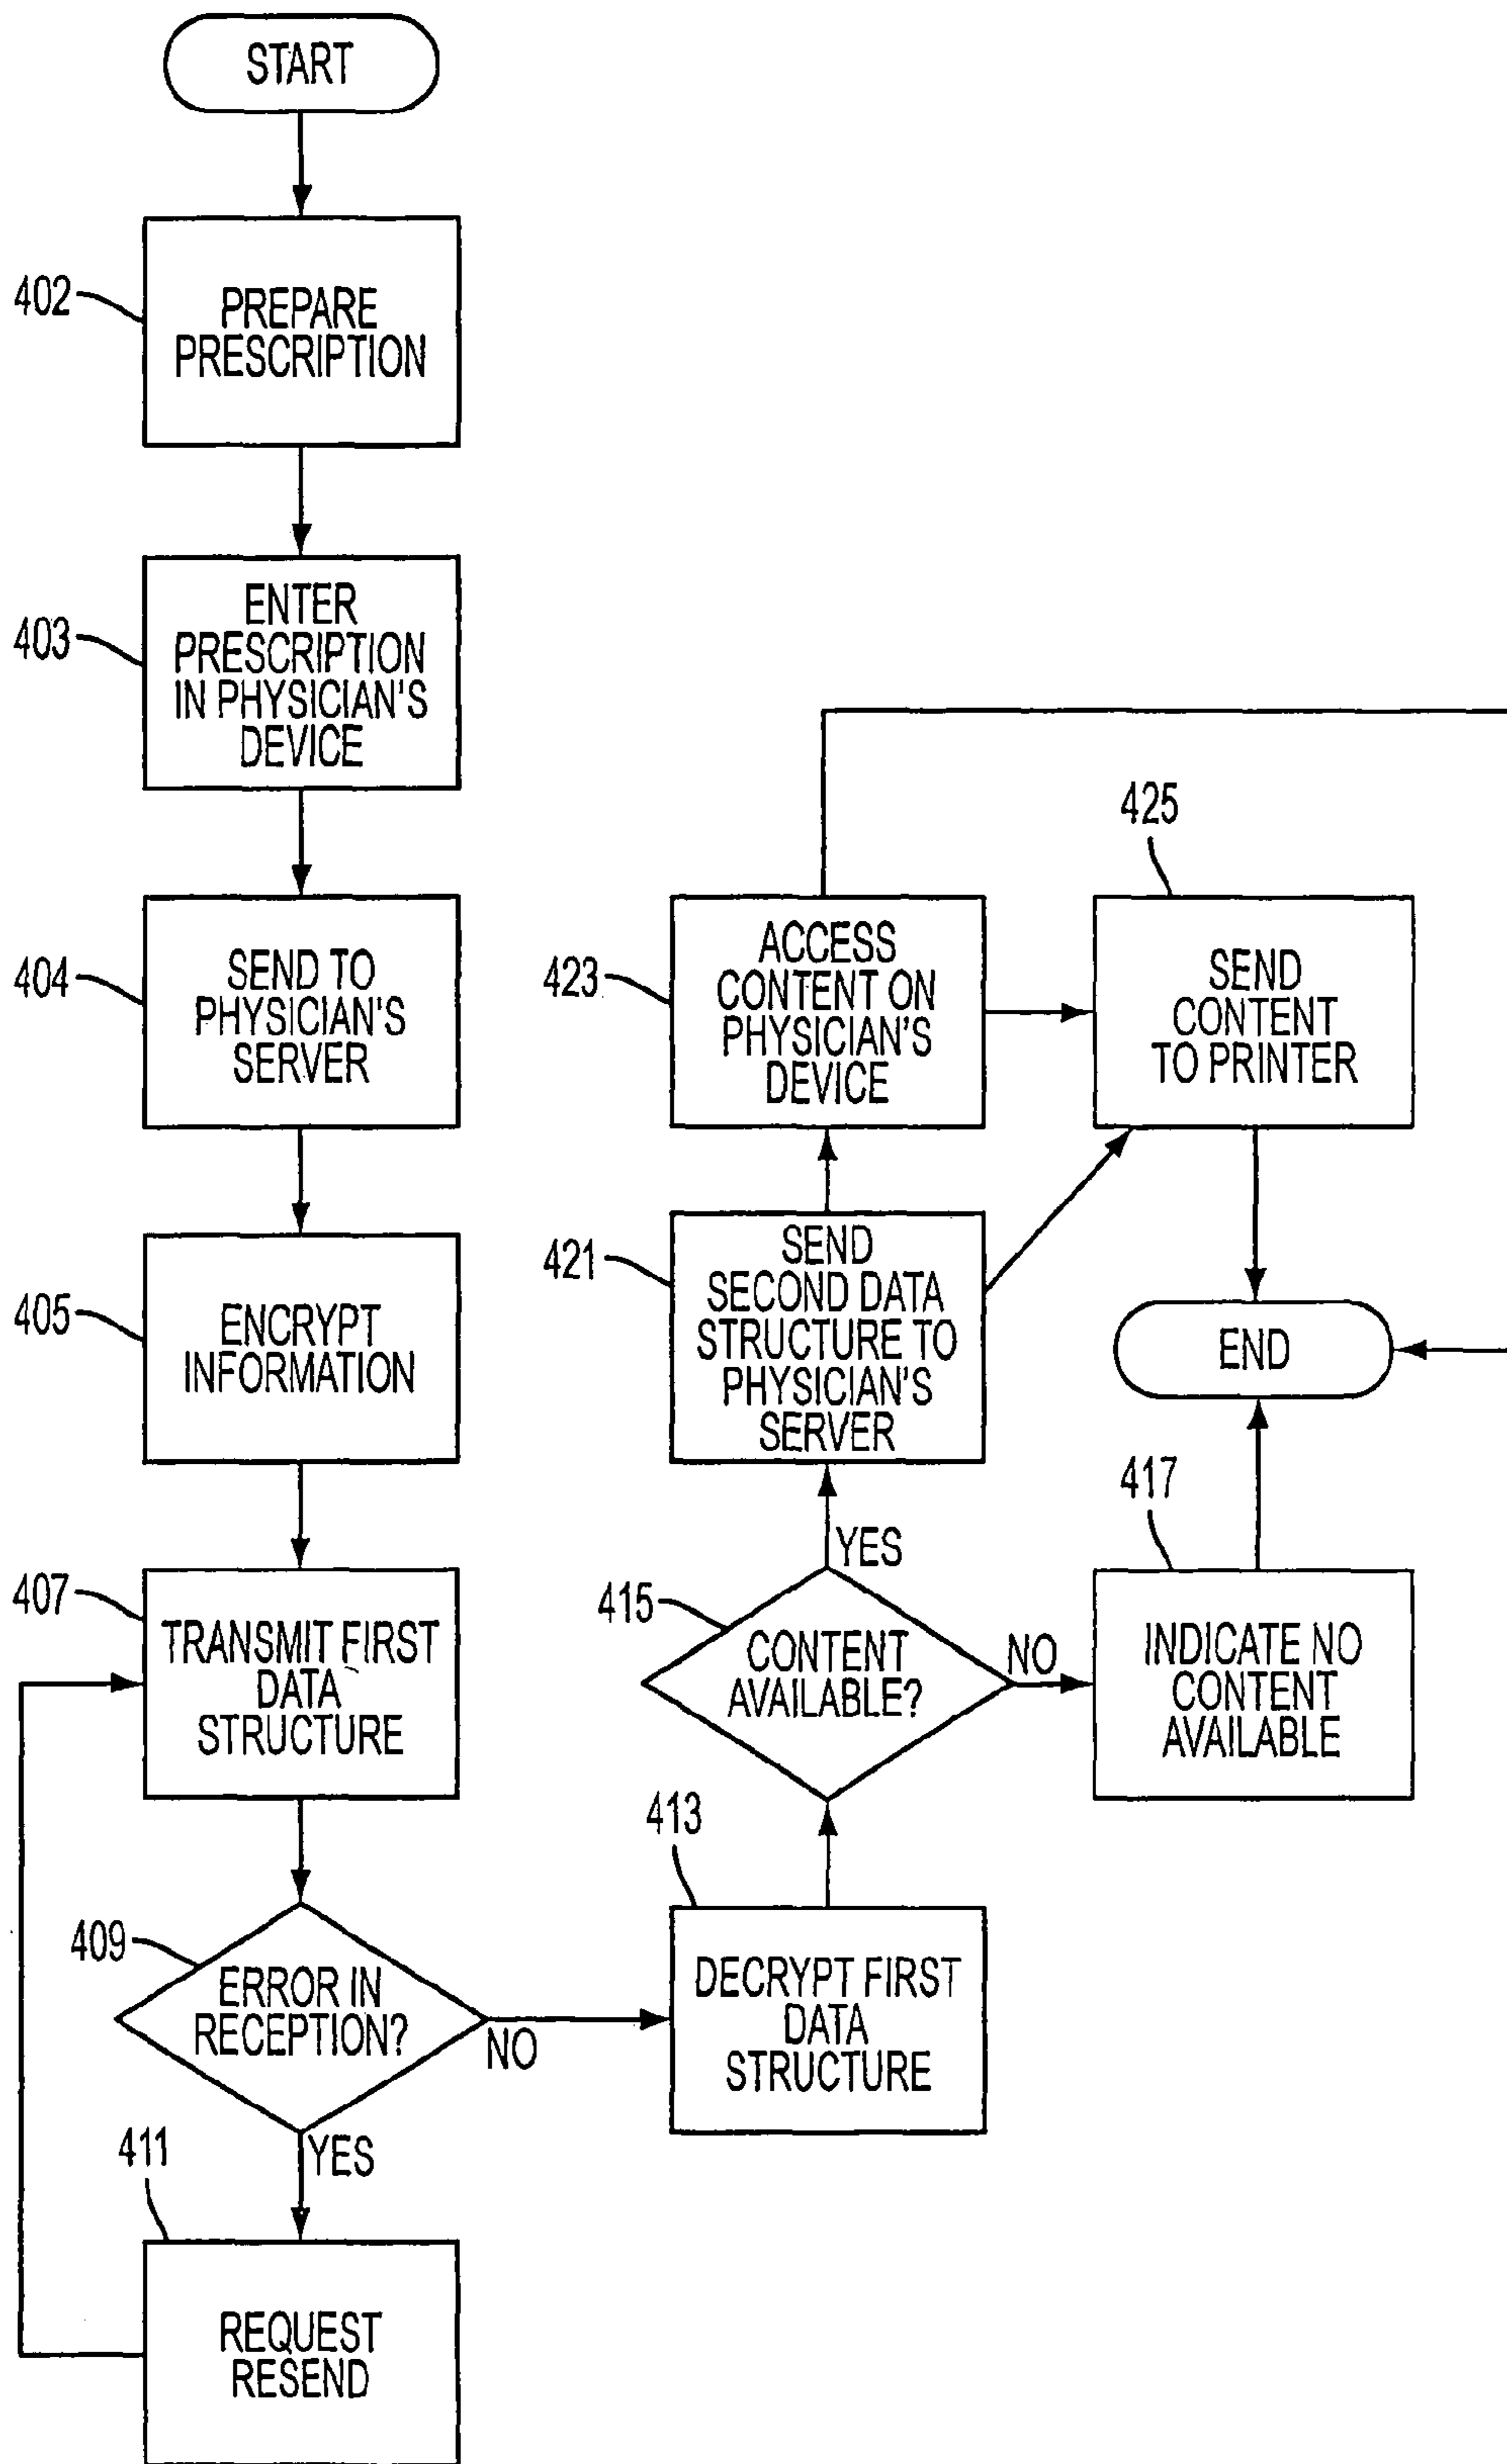 START
402
PREPARE
PRESCRIPTION
403
ENTER
PRESCRIPTION
IN PHYSICIAN'S
DEVICE
404
SEND TO
PHYSICIAN'S
SERVER
405
ENCRYPT
INFORMATION
407
TRANSMIT FIRST
DATA
STRUCTURE
409
ERROR IN
RECEPTION?
NO
YES
411
REQUEST
RESEND
413
DECRYPT FIRST
DATA
STRUCTURE
415
CONTENT
AVAILABLE?
YES
NO
417
INDICATE NO
CONTENT
AVAILABLE
421
SEND
SECOND DATA
STRUCTURE TO
PHYSICIAN'S
SERVER
423
ACCESS
CONTENT ON
PHYSICIAN'S
DEVICE
425
SEND
CONTENT
TO PRINTER
END